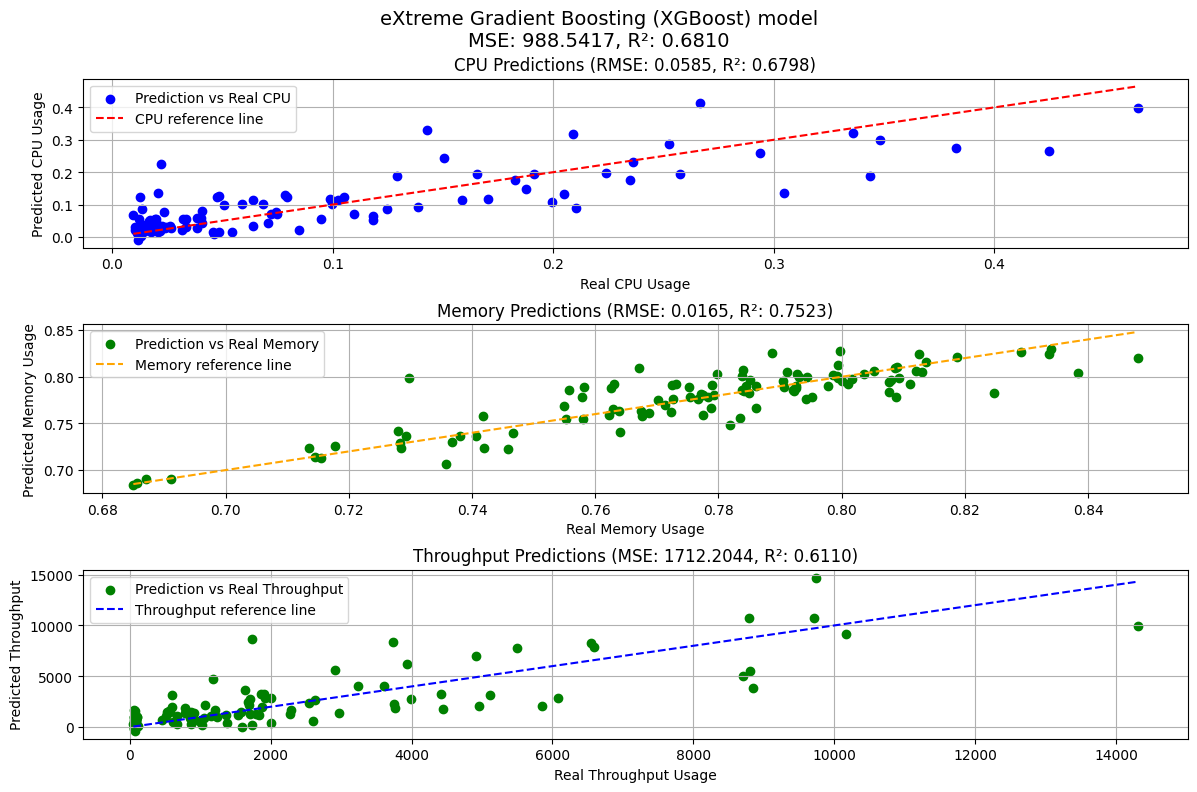 eXtreme Gradient Boosting (XGBoost) model
MSE: 988.5417, R²: 0.6810
CPU Predictions (RMSE: 0.0585, R²: 0.6798)
Predicted CPU Usage
0.4
0.3
0.2
0.1
0.0
Prediction vs Real CPU
CPU reference line
0.0 0.1 0.2 0.3 0.4
Real CPU Usage
Memory Predictions (RMSE: 0.0165, R²: 0.7523)
Predicted Memory Usage
0.85
0.80
0.75
0.70
Prediction vs Real Memory
Memory reference line
0.68 0.70 0.72 0.74 0.76 0.78 0.80 0.82 0.84
Real Memory Usage
Throughput Predictions (MSE: 1712.2044, R²: 0.6110)
Predicted Throughput
15000
10000
5000
0
Prediction vs Real Throughput
Throughput reference line
0 2000 4000 6000 8000 10000 12000 14000
Real Throughput Usage